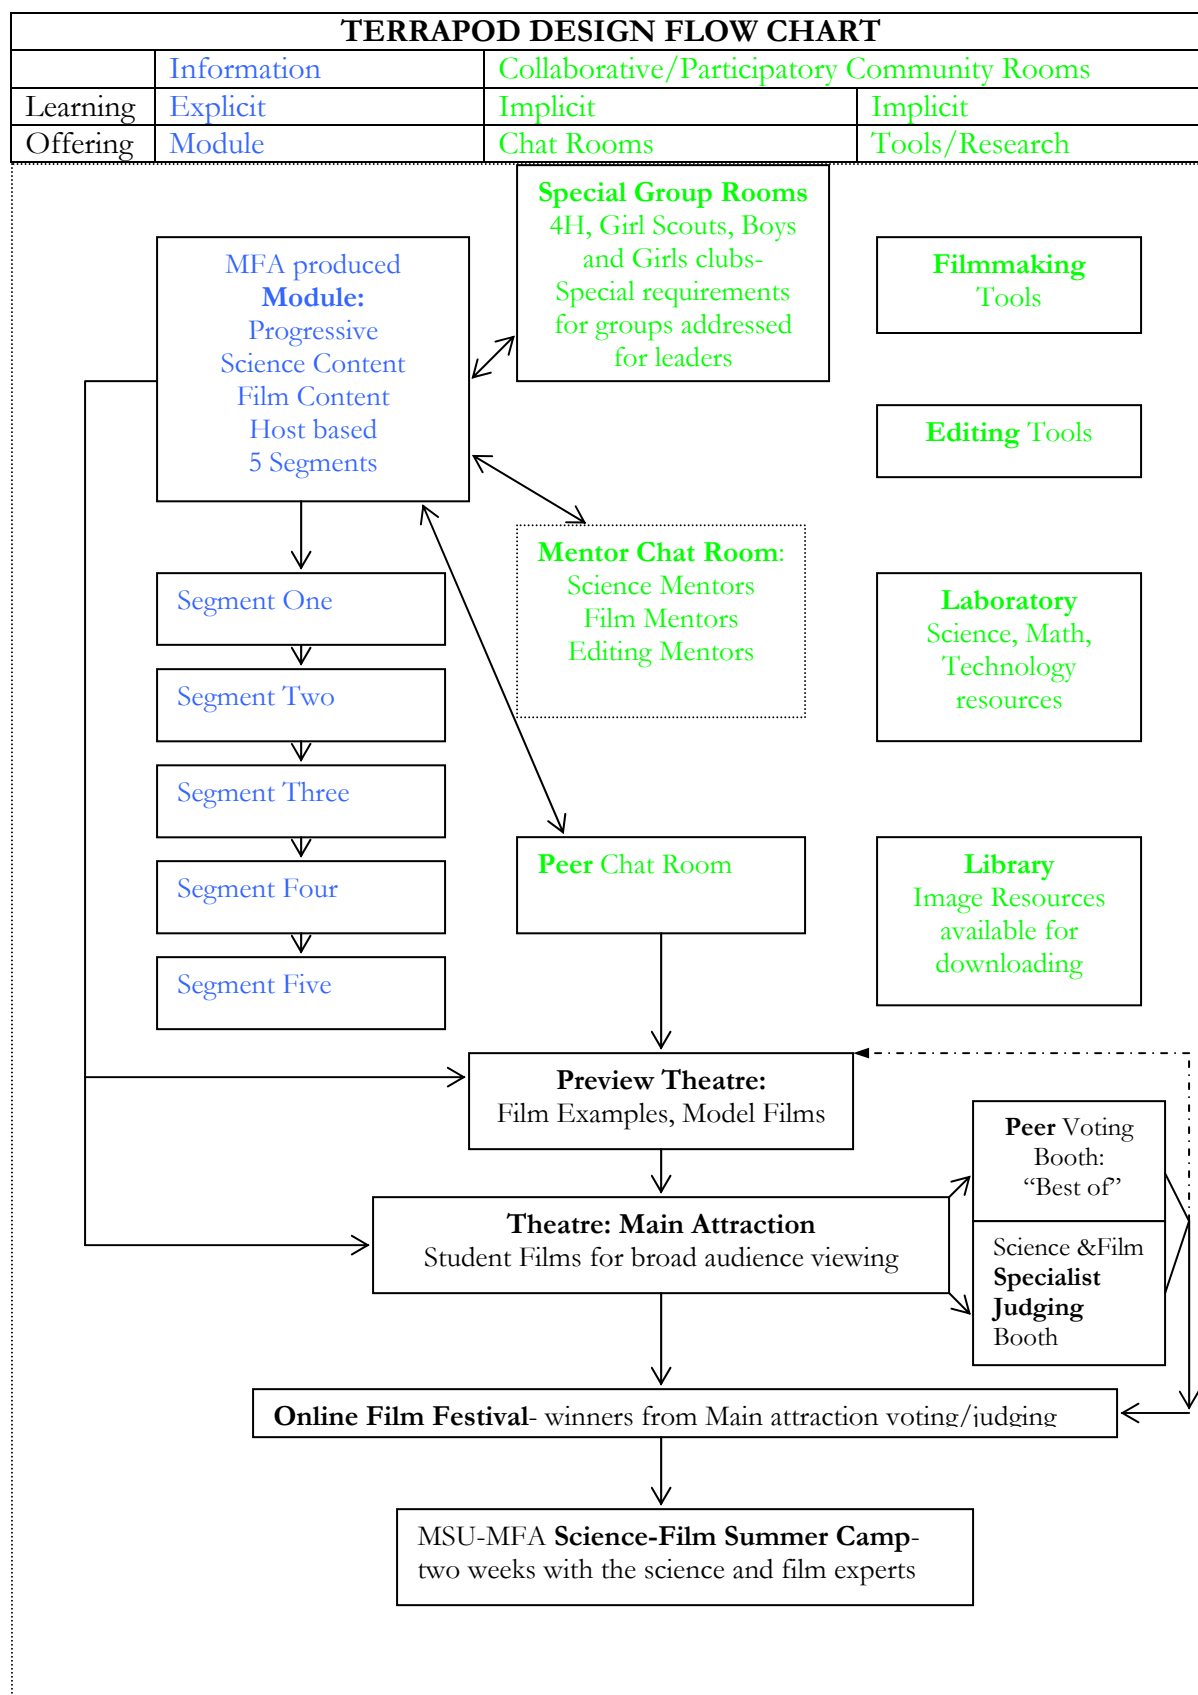 TERRAPOD DESIGN FLOW CHART
Information
Collaborative/Participatory Community Rooms
Learning
Explicit
Implicit
Implicit
Offering
Module
Chat Rooms
Tools/Research
MFA produced
Module:
Progressive
Science Content
Film Content
Host based
5 Segments
Special Group Rooms
4H, Girl Scouts, Boys
and Girls clubs-
Special requirements
for groups addressed
for leaders
Filmmaking
Tools
Editing Tools
Mentor Chat Room:
Science Mentors
Film Mentors
Editing Mentors
Laboratory
Science, Math,
Technology
resources
Segment One
Segment Two
Segment Three
Segment Four
Segment Five
Peer Chat Room
Library
Image Resources
available for
downloading
Preview Theatre:
Film Examples, Model Films
Peer Voting
Booth:
“Best of”
Theatre: Main Attraction
Student Films for broad audience viewing
Science &Film
Specialist
Judging
Booth
Online Film Festival- winners from Main attraction voting/judging
MSU-MFA Science-Film Summer Camp-
two weeks with the science and film experts